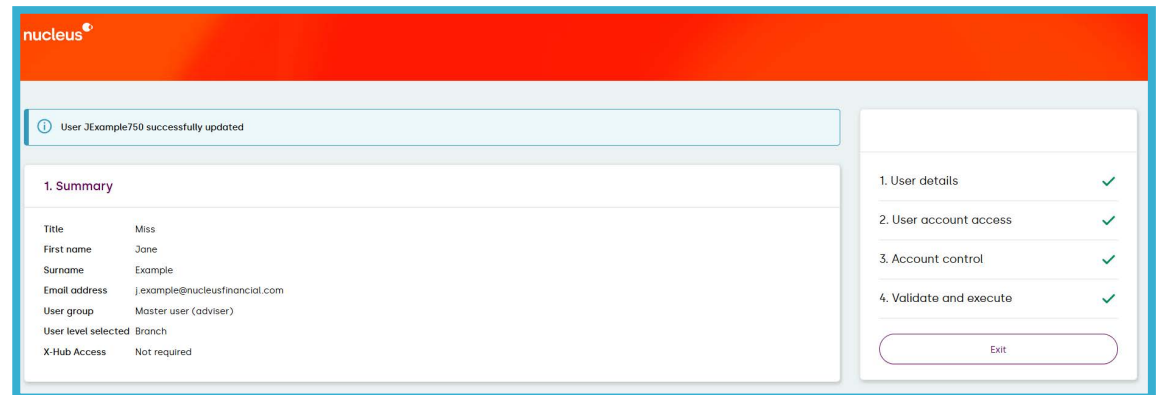 nucleus
User JExample750 successfully updated
1. Summary
Title Miss
First name Jane
Surname Example
Email address j.example@nucleusfinancial.com
User group Master user (adviser)
User level selected Branch
X-Hub Access Not required
1. User details
2. User account access
3. Account control
4. Validate and execute
Exit